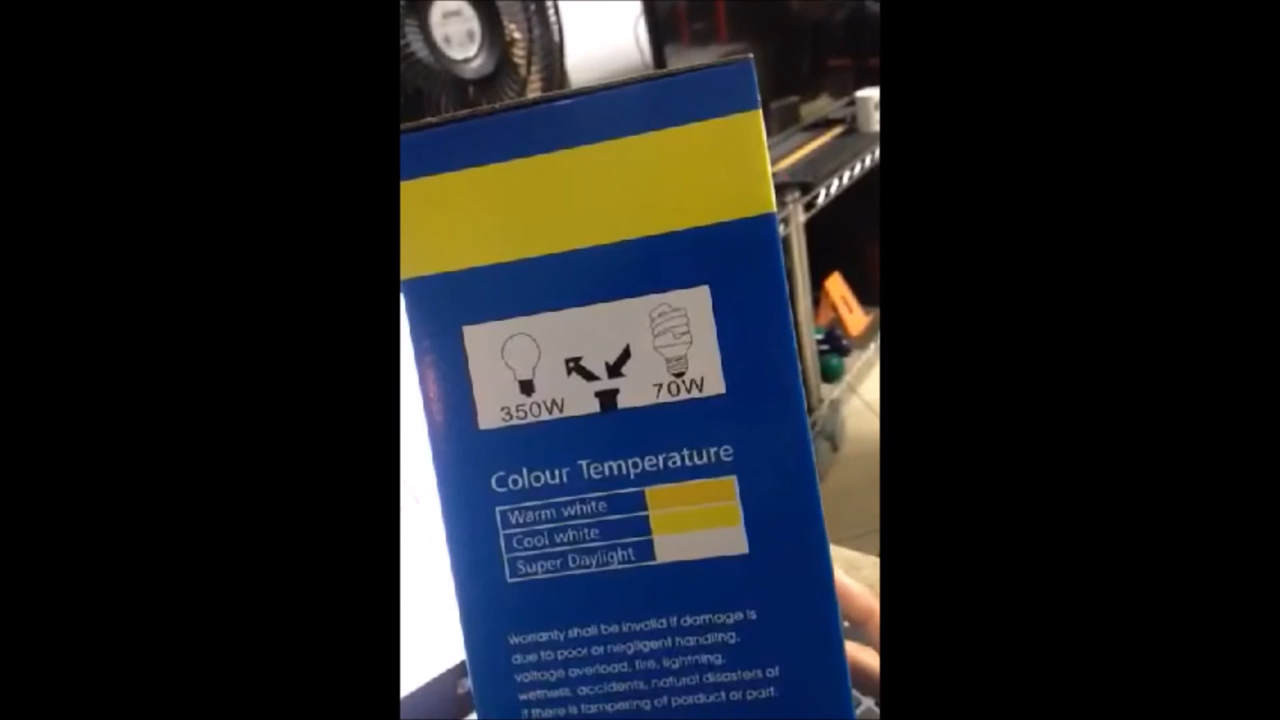 350W
70W
Colour Temperature
Warm white
Cool white
Super Daylight
Warranty shall be invalid if damage is
due to poor or negligent handling,
voltage overload, fire, lightning,
wetness, accidents, natural disasters of
if there is tampering of porduct or part.